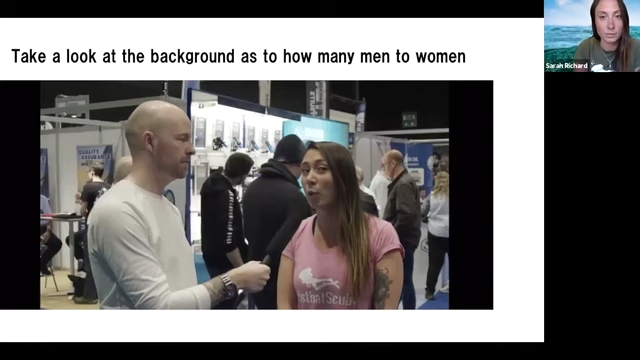 Take a look at the background as to how many men to women
Sarah Richard
QUALITY
ASSURANCE